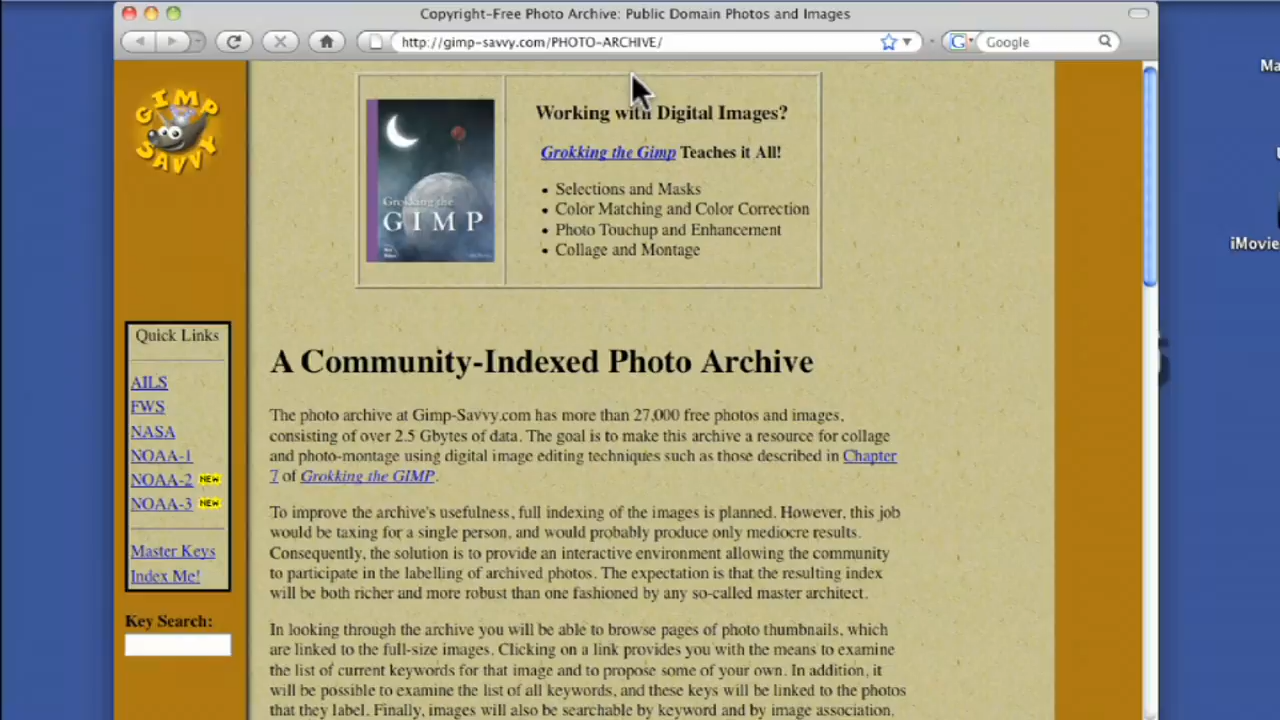 Copyright-Free Photo Archive: Public Domain Photos and Images
http://gimp-savvy.com/PHOTO-ARCHIVE/
Google
Ma
GIMP
SAVVY
Grokking the
GIMP
Working with Digital Images?
Grokking the Gimp Teaches it All!
• Selections and Masks
• Color Matching and Color Correction
• Photo Touchup and Enhancement
• Collage and Montage
iMovie
Quick Links
AILS
FWS
NASA
NOAA-1
NOAA-2 NEW
NOAA-3 NEW
Master Keys
Index Me!
Key Search:
A Community-Indexed Photo Archive
The photo archive at Gimp-Savvy.com has more than 27,000 free photos and images,
consisting of over 2.5 Gbytes of data. The goal is to make this archive a resource for collage
and photo-montage using digital image editing techniques such as those described in Chapter
7 of Grokking the GIMP.
To improve the archive's usefulness, full indexing of the images is planned. However, this job
would be taxing for a single person, and would probably produce only mediocre results.
Consequently, the solution is to provide an interactive environment allowing the community
to participate in the labelling of archived photos. The expectation is that the resulting index
will be both richer and more robust than one fashioned by any so-called master architect.
In looking through the archive you will be able to browse pages of photo thumbnails, which
are linked to the full-size images. Clicking on a link provides you with the means to examine
the list of current keywords for that image and to propose some of your own. In addition, it
will be possible to examine the list of all keywords, and these keys will be linked to the photos
that they label. Finally, images will also be searchable by keyword and by image association.